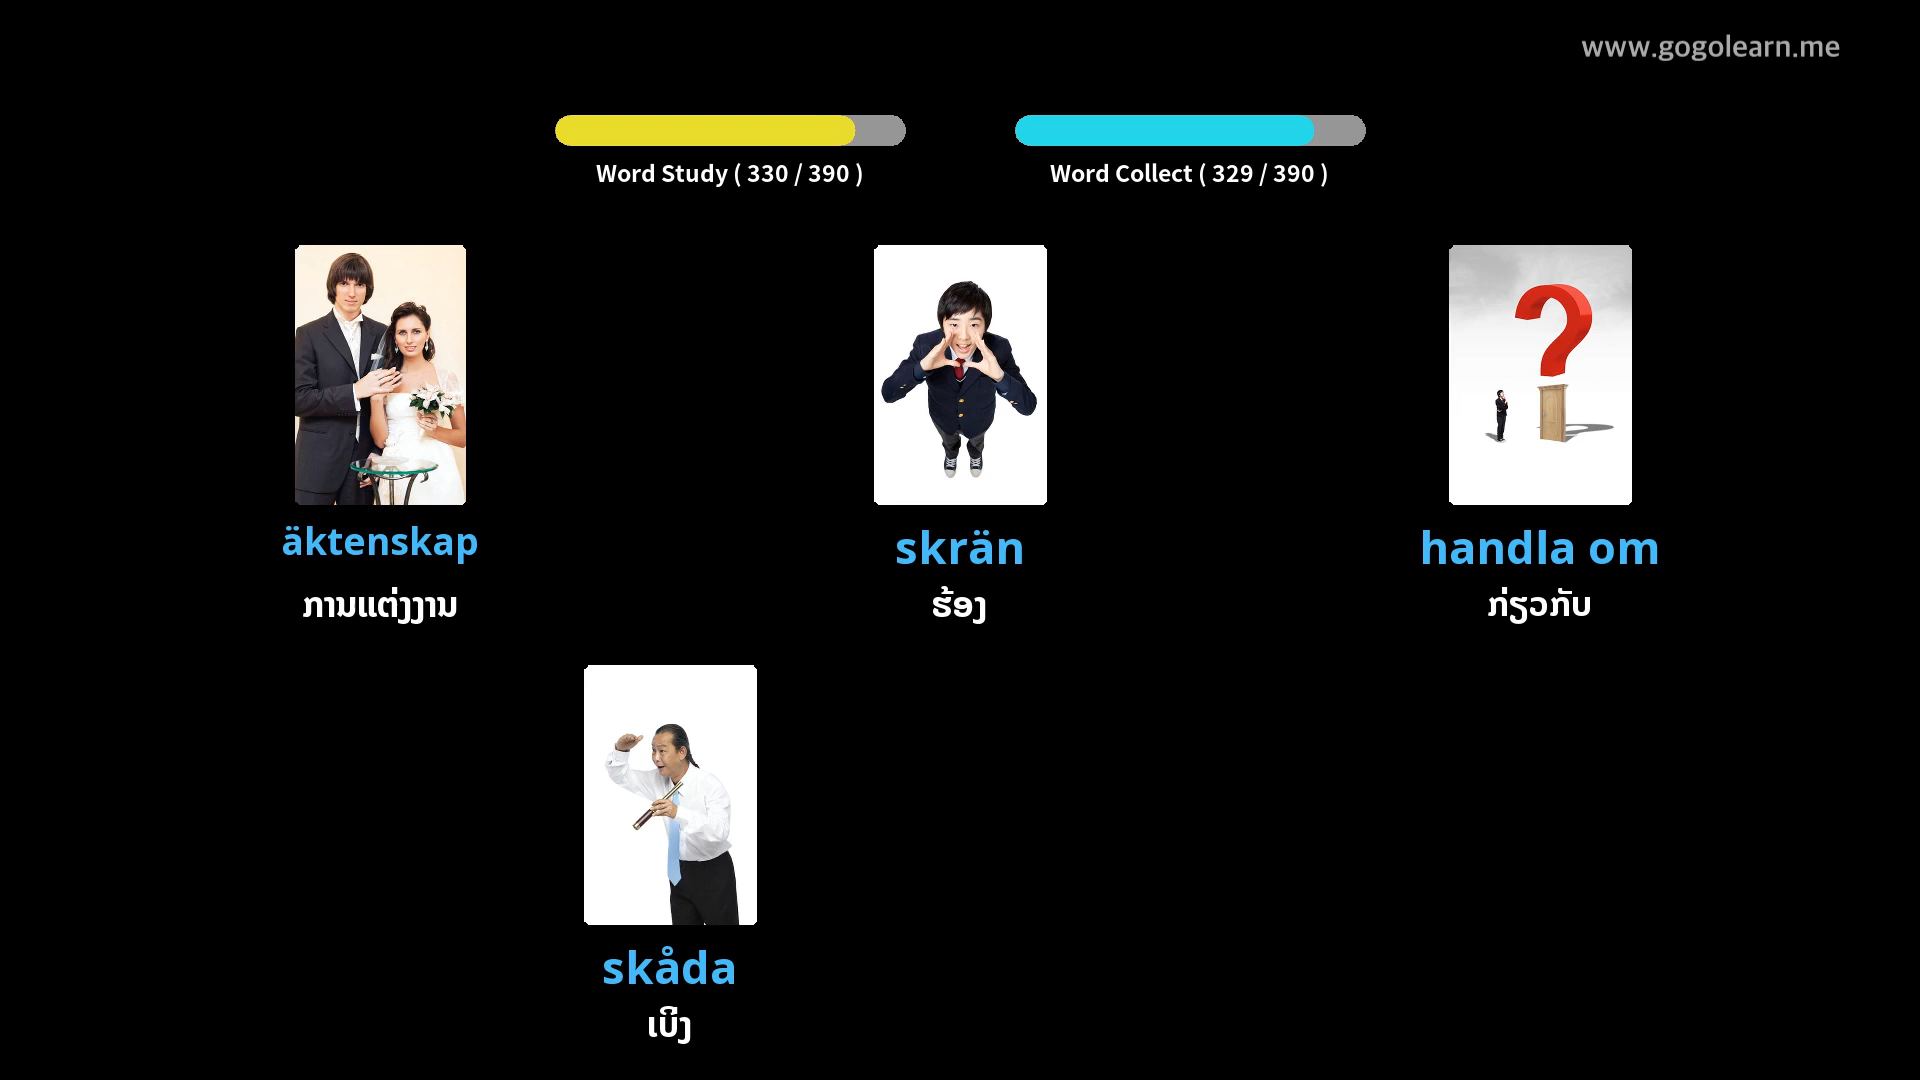 www.gogolearn.me
Word Study ( 330 / 390 )
Word Collect ( 329 / 390 )
äktenskap
ການແຕ່ງງານ
skrän
ຮ້ອງ
handla om
ກ່ຽວກັບ
skåda
ເບິ່ງ